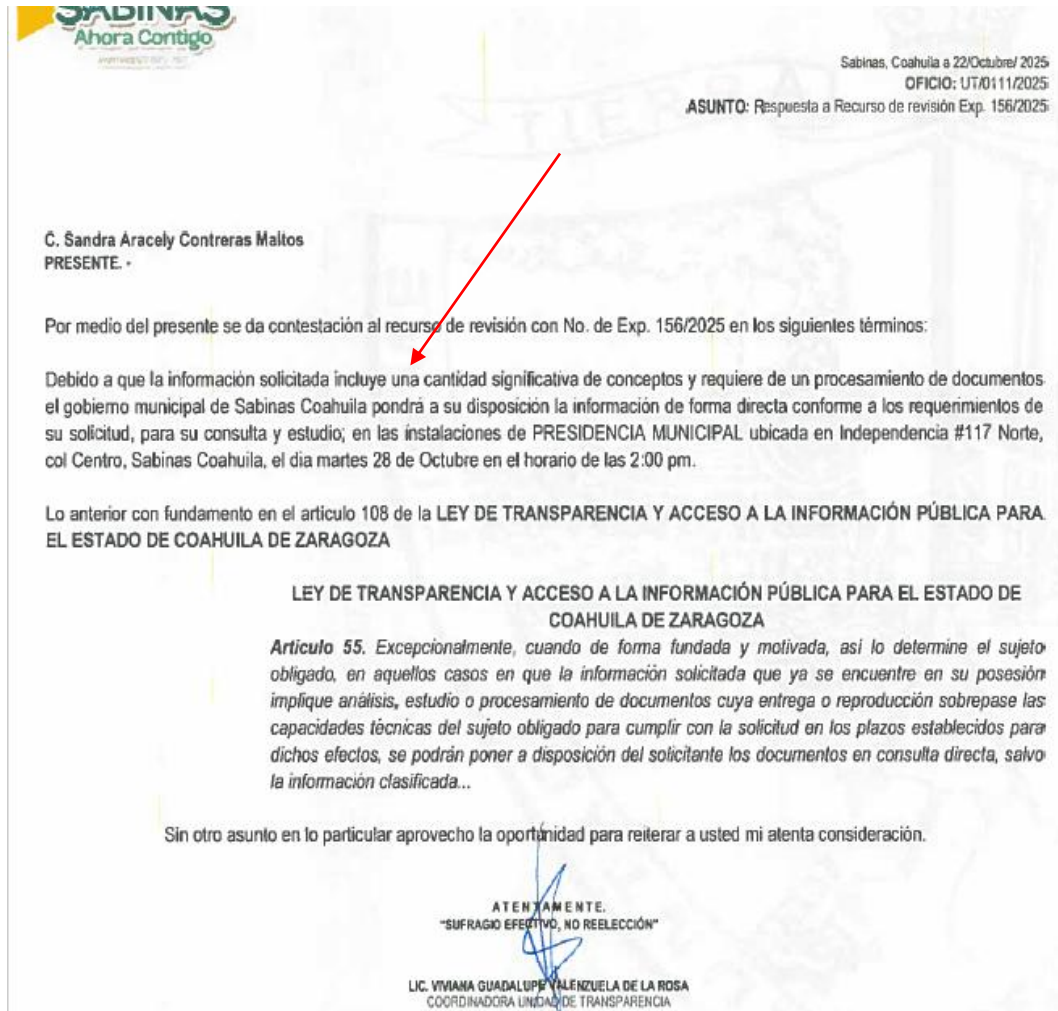 SABINAS
Ahora Contigo
Sabinas, Coahuila a 22/Octubre/ 2025
OFICIO: UT/0111/2025
ASUNTO: Respuesta a Recurso de revisión Exp. 156/2025
TIERRA
C. Sandra Aracely Contreras Maltos
PRESENTE. -
Por medio del presente se da contestación al recurso de revisión con No. de Exp. 156/2025 en los siguientes términos:
Debido a que la información solicitada incluye una cantidad significativa de conceptos y requiere de un procesamiento de documentos
el gobierno municipal de Sabinas Coahuila pondrá a su disposición la información de forma directa conforme a los requerimientos de
su solicitud, para su consulta y estudio; en las instalaciones de PRESIDENCIA MUNICIPAL ubicada en Independencia #117 Norte,
col Centro, Sabinas Coahuila, el dia martes 28 de Octubre en el horario de las 2:00 pm.
Lo anterior con fundamento en el articulo 108 de la LEY DE TRANSPARENCIA Y ACCESO A LA INFORMACIÓN PÚBLICA PARA
EL ESTADO DE COAHUILA DE ZARAGOZA
LEY DE TRANSPARENCIA Y ACCESO A LA INFORMACIÓN PÚBLICA PARA EL ESTADO DE
COAHUILA DE ZARAGOZA
Artículo 55. Excepcionalmente, cuando de forma fundada y motivada, así lo determine el sujeto
obligado, en aquellos casos en que la información solicitada que ya se encuentre en su posesión
implique análisis, estudio o procesamiento de documentos cuya entrega o reproducción sobrepase las
capacidades técnicas del sujeto obligado para cumplir con la solicitud en los plazos establecidos para
dichos efectos, se podrán poner a disposición del solicitante los documentos en consulta directa, salvo
la información clasificada...
Sin otro asunto en lo particular aprovecho la oportunidad para reiterar a usted mi atenta consideración.
ATENTAMENTE.
"SUFRAGIO EFECTIVO, NO REELECCIÓN"
LIC. VIVIANA GUADALUPE VALENZUELA DE LA ROSA
COORDINADORA UNIDAD DE TRANSPARENCIA